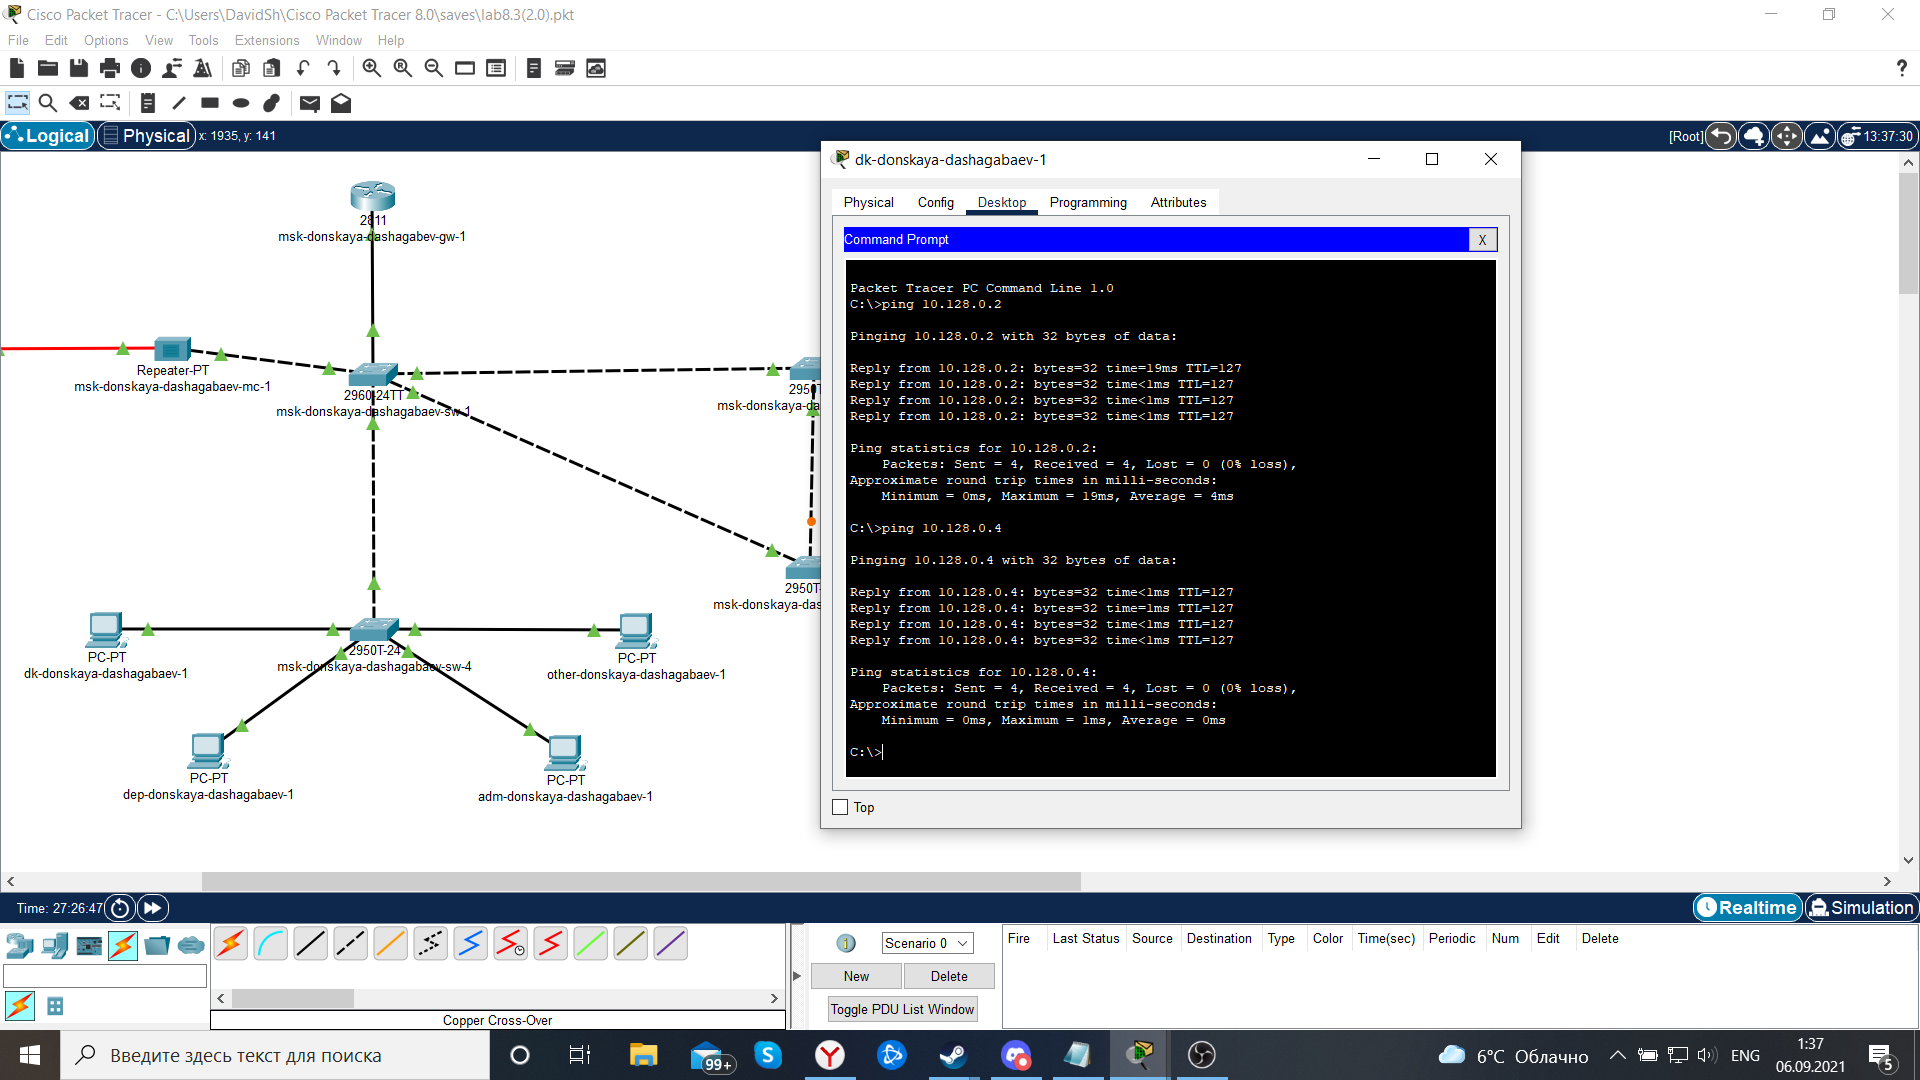 Cisco Packet Tracer - C:\Users\DavidSh\Cisco Packet Tracer 8.0\saves\lab8.3(2.0).pkt
File Edit Options View Tools Extensions Window Help
?
Logical Physical x: 1935, y: 141
[Root] 13:37:30
2811
msk-donskaya-dashagabev-gw-1
Repeater-PT
msk-donskaya-dashagabaev-mc-1
2960-24TT
msk-donskaya-dashagabaev-sw-1
2950T
msk-donskaya-da
2950T-
msk-donskaya-das
2950T-24
msk-donskaya-dashagabaev-sw-4
PC-PT
dk-donskaya-dashagabaev-1
PC-PT
other-donskaya-dashagabaev-1
PC-PT
dep-donskaya-dashagabaev-1
PC-PT
adm-donskaya-dashagabaev-1
dk-donskaya-dashagabaev-1
Physical Config Desktop Programming Attributes
Command Prompt X
Packet Tracer PC Command Line 1.0
C:\>ping 10.128.0.2
Pinging 10.128.0.2 with 32 bytes of data:
Reply from 10.128.0.2: bytes=32 time=19ms TTL=127
Reply from 10.128.0.2: bytes=32 time<1ms TTL=127
Reply from 10.128.0.2: bytes=32 time<1ms TTL=127
Reply from 10.128.0.2: bytes=32 time<1ms TTL=127
Ping statistics for 10.128.0.2:
Packets: Sent = 4, Received = 4, Lost = 0 (0% loss),
Approximate round trip times in milli-seconds:
Minimum = 0ms, Maximum = 19ms, Average = 4ms
C:\>ping 10.128.0.4
Pinging 10.128.0.4 with 32 bytes of data:
Reply from 10.128.0.4: bytes=32 time<1ms TTL=127
Reply from 10.128.0.4: bytes=32 time=1ms TTL=127
Reply from 10.128.0.4: bytes=32 time<1ms TTL=127
Reply from 10.128.0.4: bytes=32 time<1ms TTL=127
Ping statistics for 10.128.0.4:
Packets: Sent = 4, Received = 4, Lost = 0 (0% loss),
Approximate round trip times in milli-seconds:
Minimum = 0ms, Maximum = 1ms, Average = 0ms
C:\>
Top
Time: 27:26:47
Realtime Simulation
Scenario 0
New Delete
Toggle PDU List Window
Fire Last Status Source Destination Type Color Time(sec) Periodic Num Edit Delete
Copper Cross-Over
Введите здесь текст для поиска
99+
6°C Облачно
ENG
1:37
06.09.2021
5